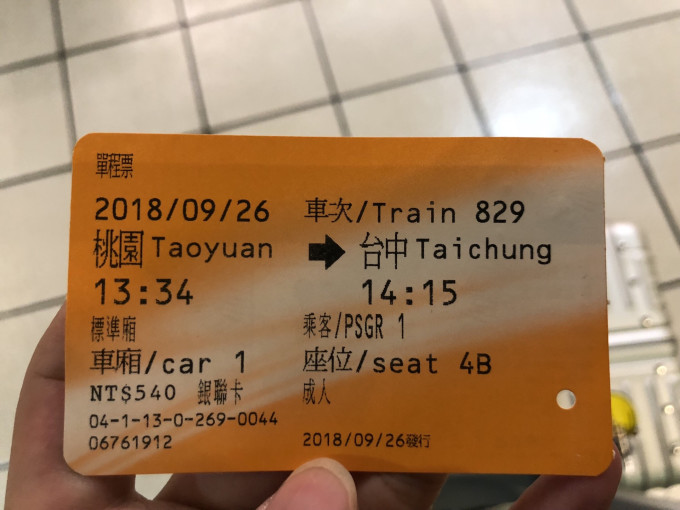 單程票
2018/09/26 車次/Train 829
桃園 Taoyuan → 台中 Taichung
13:34 14:15
標準廂 乘客/PSGR 1
車廂/car 1 座位/seat 4B
NT$540 銀聯卡 成人
04-1-13-0-269-0044
06761912 2018/09/26發行